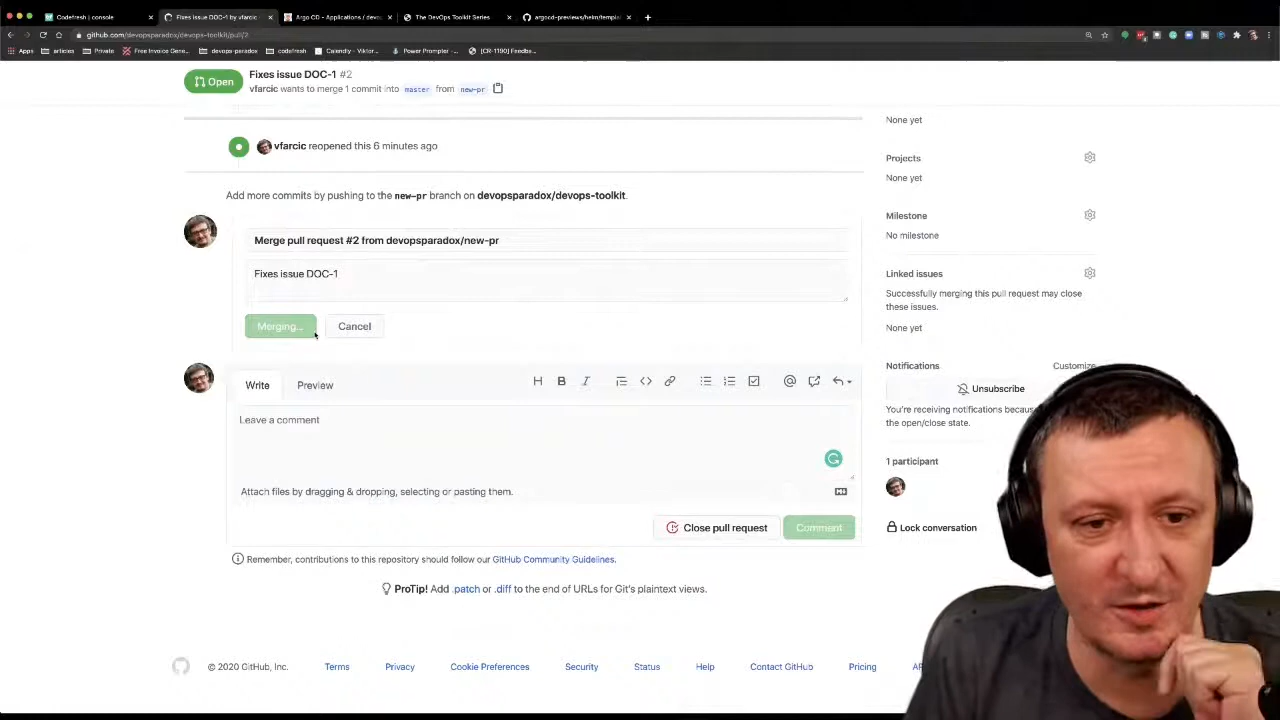 Codefresh | console
Fixes issue DOC-1 by vfarcic
Argo CD - Applications / devo
The DevOps Toolkit Series
argocd-previews/helm/templat
github.com/devopsparadox/devops-toolkit/pull/2
Apps
articles
Private
Free Invoice Gene...
devops-paradox
codefresh
Calendly - Viktor...
Power Prompter -...
[CR-1190] Feedba...
Open
Fixes issue DOC-1 #2
vfarcic wants to merge 1 commit into master from new-pr
None yet
vfarcic reopened this 6 minutes ago
Projects
None yet
Add more commits by pushing to the new-pr branch on devopsparadox/devops-toolkit.
Milestone
No milestone
Merge pull request #2 from devopsparadox/new-pr
Fixes issue DOC-1
Linked issues
Successfully merging this pull request may close
these issues.
None yet
Merging...
Cancel
Notifications
Customize
Write
Preview
Unsubscribe
You're receiving notifications because
the open/close state.
Leave a comment
1 participant
Attach files by dragging & dropping, selecting or pasting them.
Close pull request
Comment
Lock conversation
Remember, contributions to this repository should follow our GitHub Community Guidelines.
ProTip! Add .patch or .diff to the end of URLs for Git's plaintext views.
© 2020 GitHub, Inc.
Terms
Privacy
Cookie Preferences
Security
Status
Help
Contact GitHub
Pricing